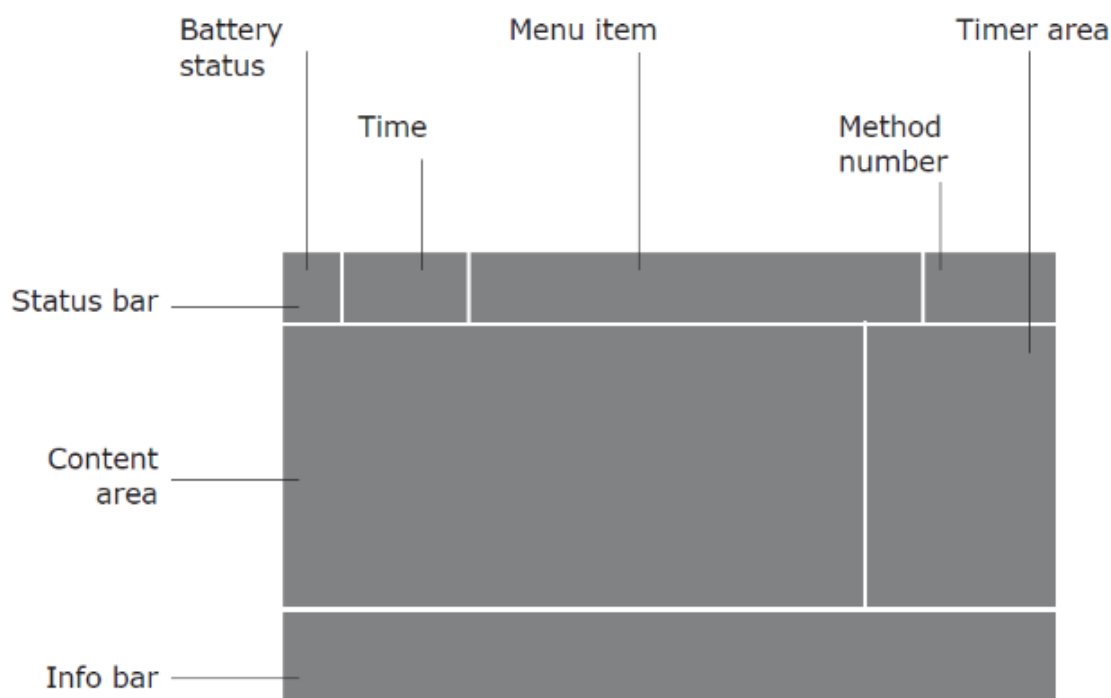 Battery
status
Menu item
Timer area
Time
Method
number
Status bar
Content
area
Info bar